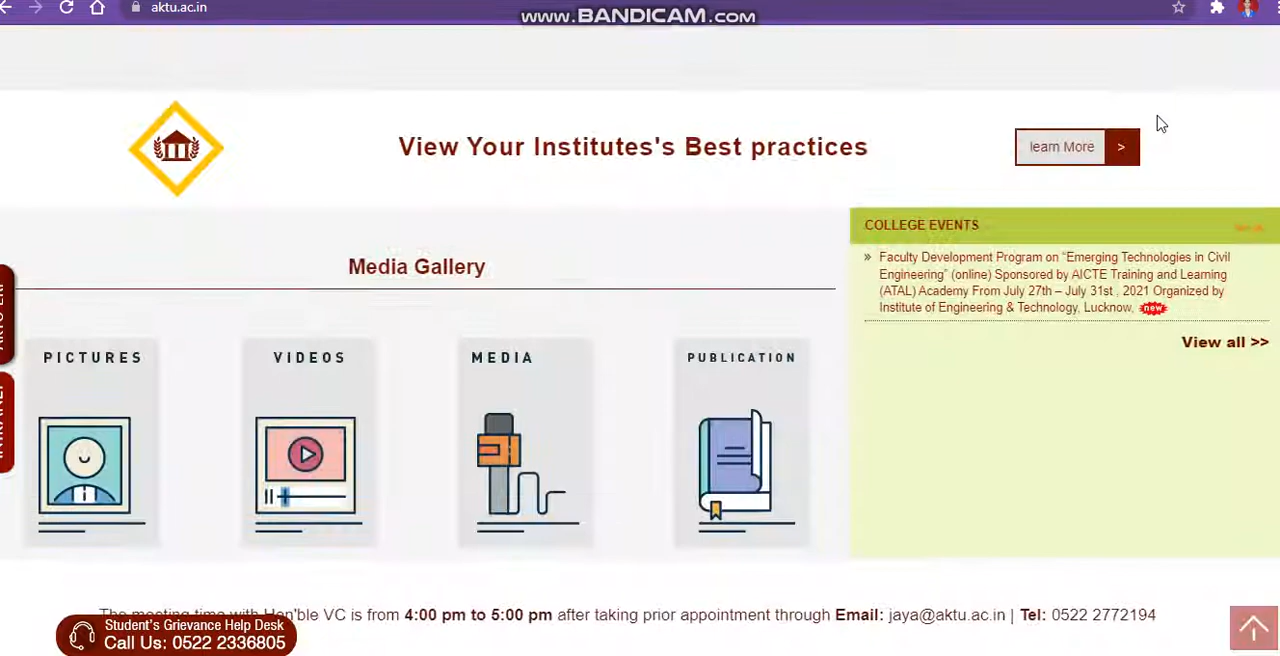 aktu.ac.in
www.BANDICAM.com
View Your Institutes's Best practices
learn More >
Media Gallery
PICTURES
VIDEOS
MEDIA
PUBLICATION
COLLEGE EVENTS
» Faculty Development Program on “Emerging Technologies in Civil
Engineering” (online) Sponsored by AICTE Training and Learning
(ATAL) Academy From July 27th – July 31st , 2021 Organized by
Institute of Engineering & Technology, Lucknow. new
View all >>
The meeting time with Hon'ble VC is from 4:00 pm to 5:00 pm after taking prior appointment through Email: jaya@aktu.ac.in | Tel: 0522 2772194
Student's Grievance Help Desk
Call Us: 0522 2336805